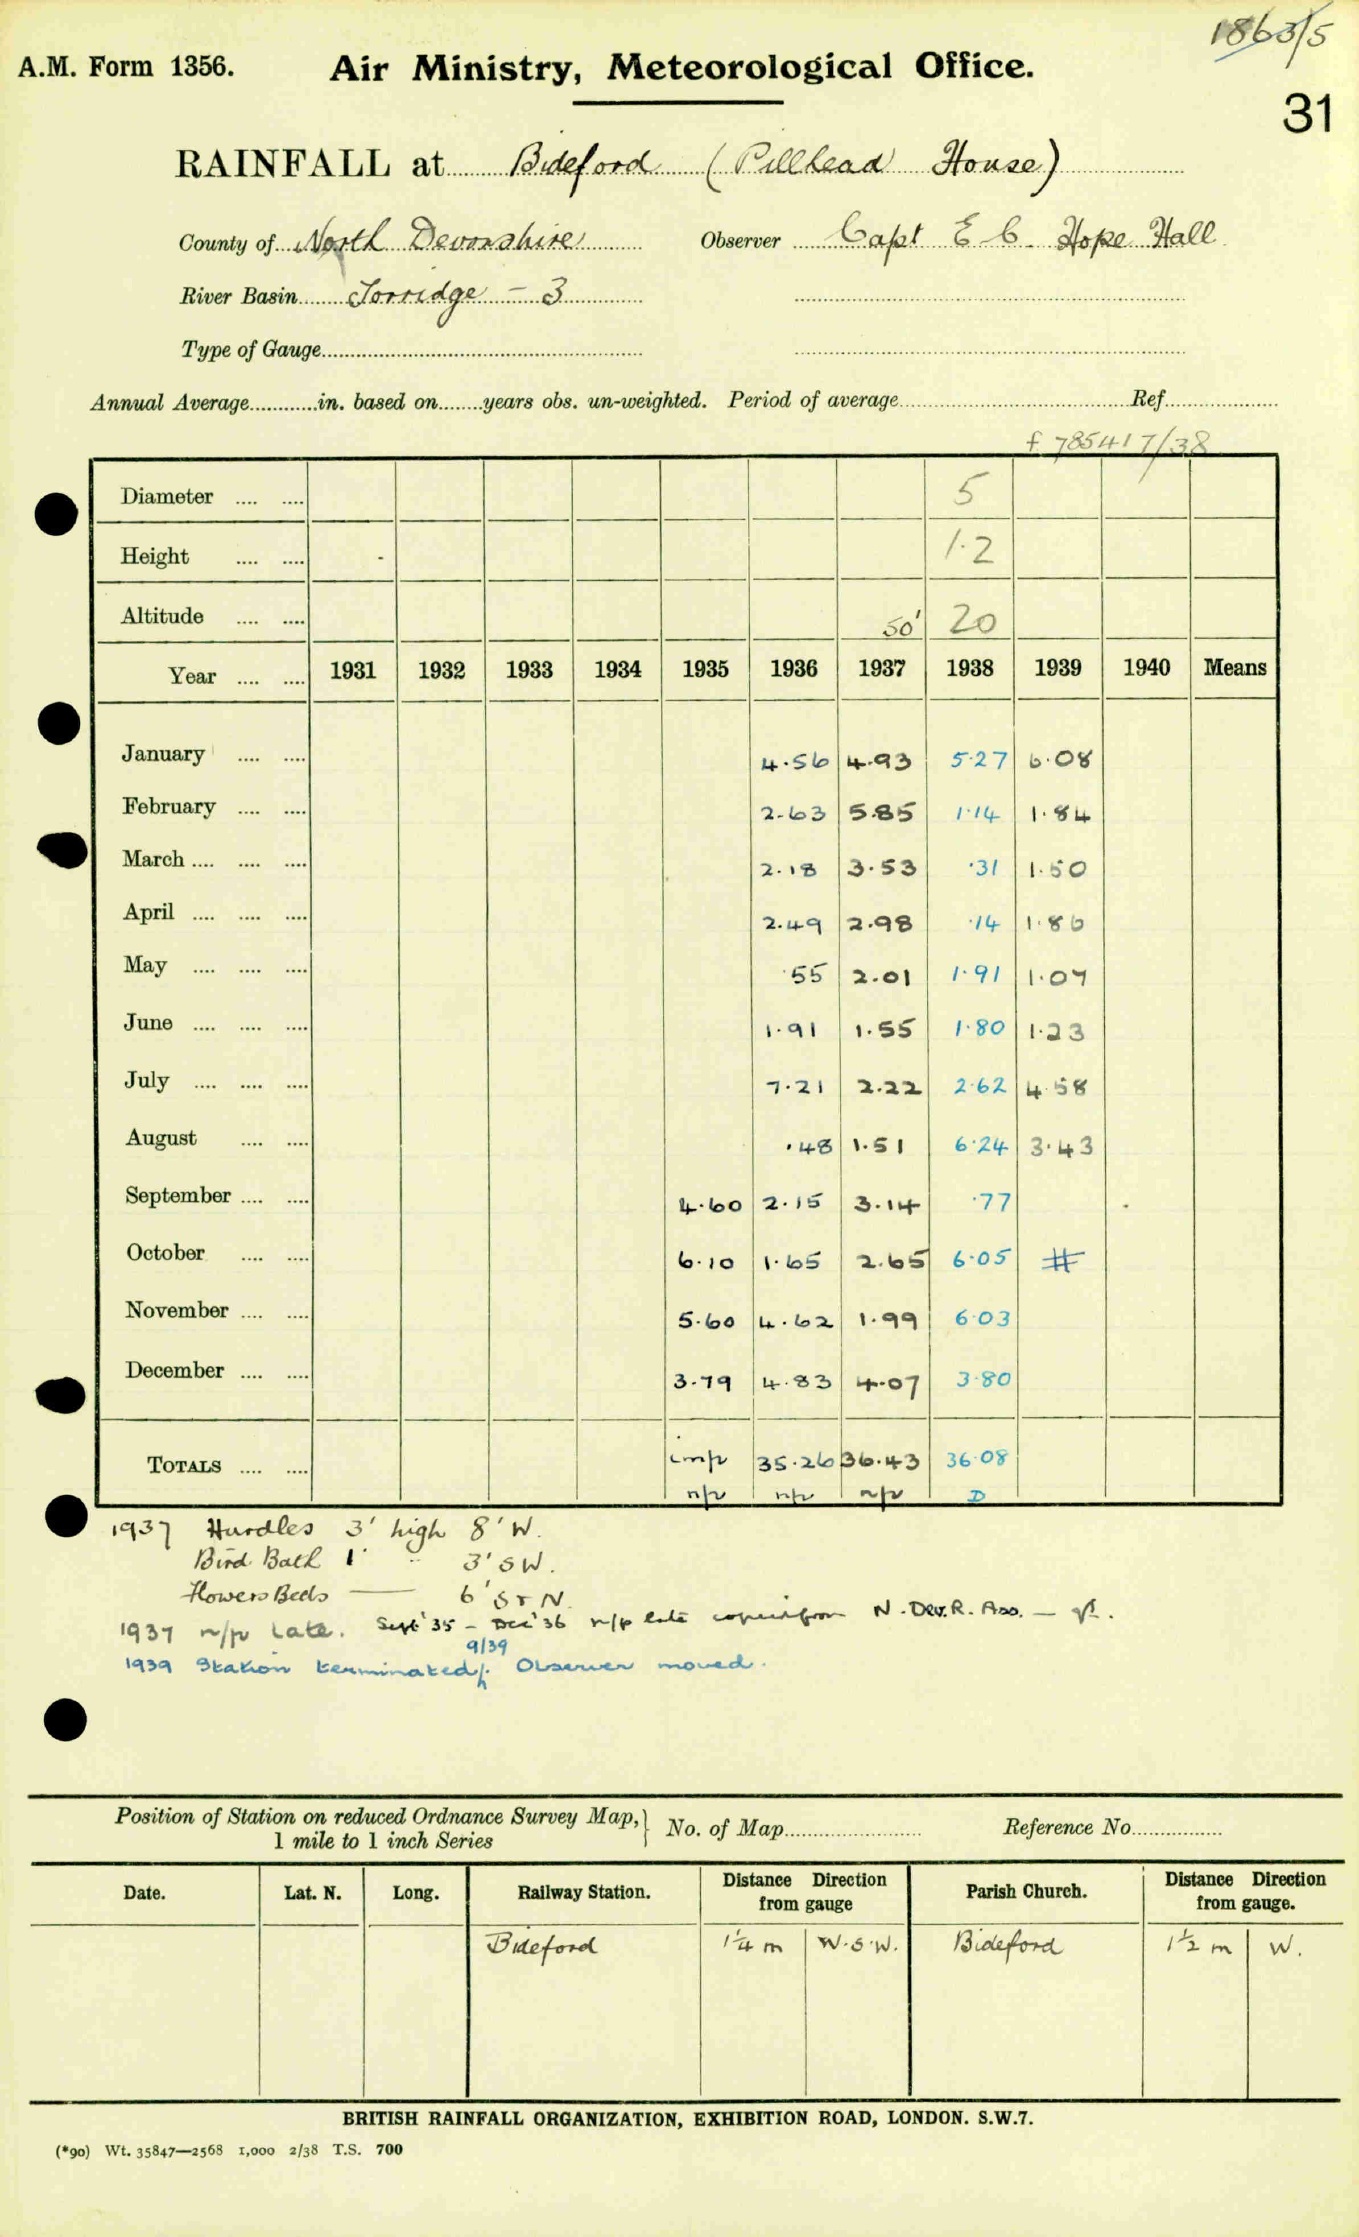 1863/5
A.M. Form 1356. Air Ministry, Meteorological Office.
31
RAINFALL at Bideford (Pillhead House)
County of North Devonshire Observer Capt E C. Hope Hall
River Basin Torridge - 3
Type of Gauge
Annual Average in. based on years obs. un-weighted. Period of average Ref
f 785417/38
Diameter 5
Height 1.2
Altitude 50' 20
Year 1931 1932 1933 1934 1935 1936 1937 1938 1939 1940 Means
January 4.56 4.93 5.27 6.08
February 2.63 5.85 1.14 1.84
March 2.18 3.53 .31 1.50
April 2.49 2.98 .14 1.86
May .55 2.01 1.91 1.07
June 1.91 1.55 1.80 1.23
July 7.21 2.22 2.62 4.58
August .48 1.51 6.24 3.43
September 4.60 2.15 3.14 .77
October 6.10 1.65 2.65 6.05 #
November 5.60 4.62 1.99 6.03
December 3.79 4.83 4.07 3.80
TOTALS imp 35.26 36.43 36.08
n/p n/p n/p D
1937 Hurdles 3' high 8' W.
Bird Bath 1' " 3' SW.
Flowers Beds — 6' S & N.
1937 n/p Late. Sept '35 - Dec '36 n/p late copied from N. Dev. R. Ass. —
9/39
1939 Station terminated. Observer moved.
Position of Station on reduced Ordnance Survey Map, 1 mile to 1 inch Series } No. of Map Reference No
Date. Lat. N. Long. Railway Station. Distance Direction from gauge Parish Church. Distance Direction from gauge.
Bideford 1¼ m W.S.W. Bideford 1½ m W.
BRITISH RAINFALL ORGANIZATION, EXHIBITION ROAD, LONDON. S.W.7.
(*90) Wt. 35847—2568 1,000 2/38 T.S. 700